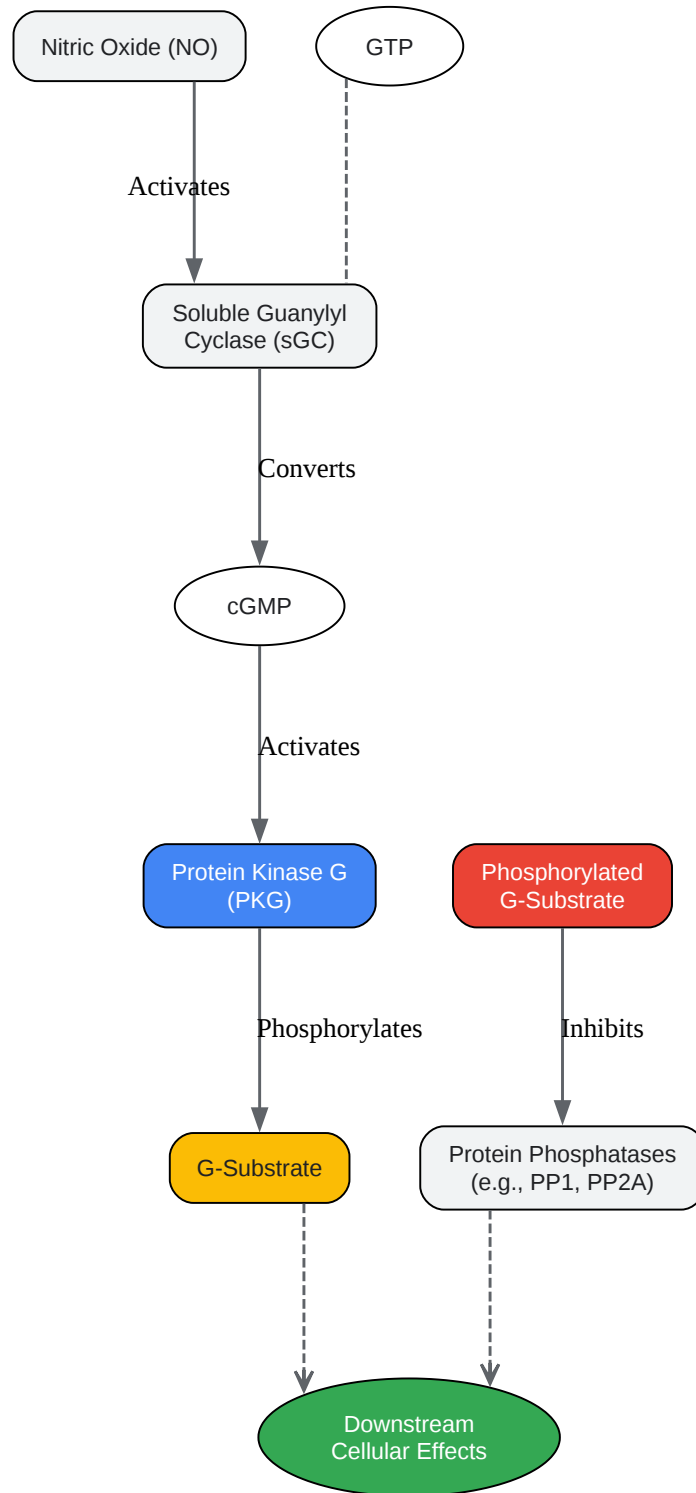 Nitric Oxide (NO)
GTP
Activates
Soluble Guanylyl
Cyclase (sGC)
Converts
cGMP
Activates
Protein Kinase G
(PKG)
Phosphorylated
G-Substrate
Phosphorylates
Inhibits
G-Substrate
Protein Phosphatases
(e.g., PP1, PP2A)
Downstream
Cellular Effects